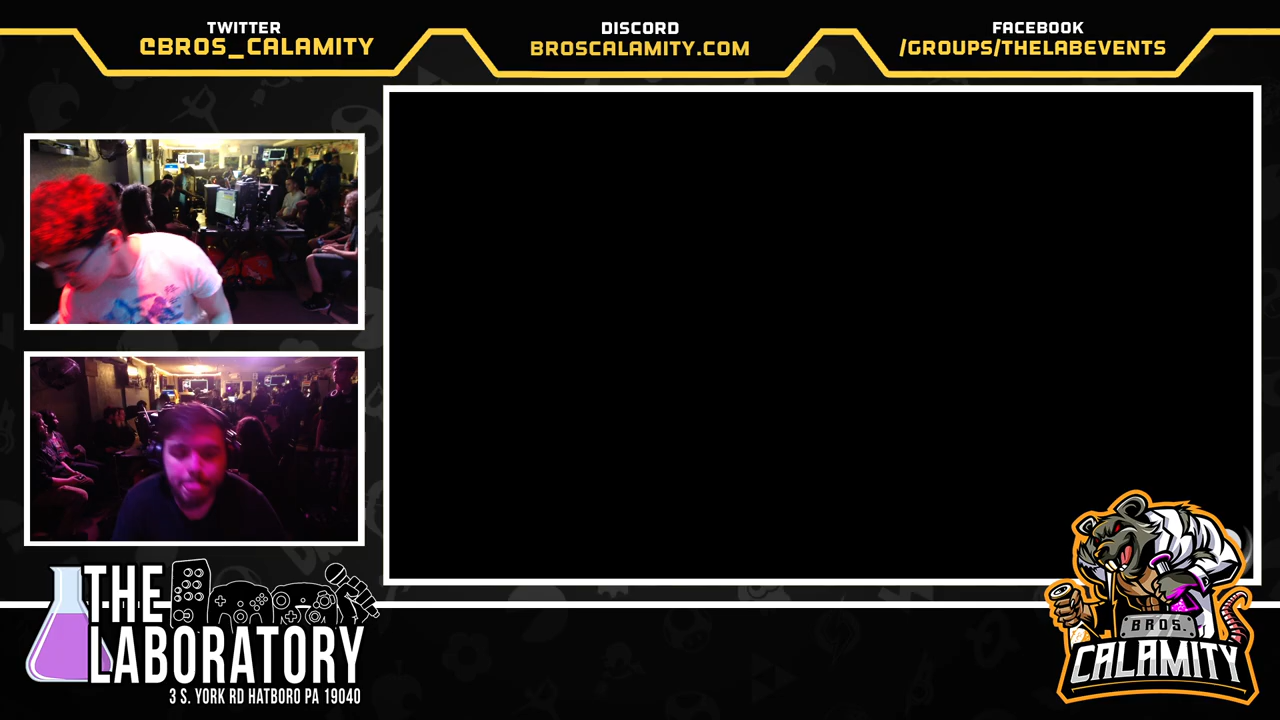 TWITTER
@BROS_CALAMITY
DISCORD
BROSCALAMITY.COM
FACEBOOK
/GROUPS/THELABEVENTS
THE
LABORATORY
3 S. YORK RD HATBORO PA 19040
BROS.
CALAMITY